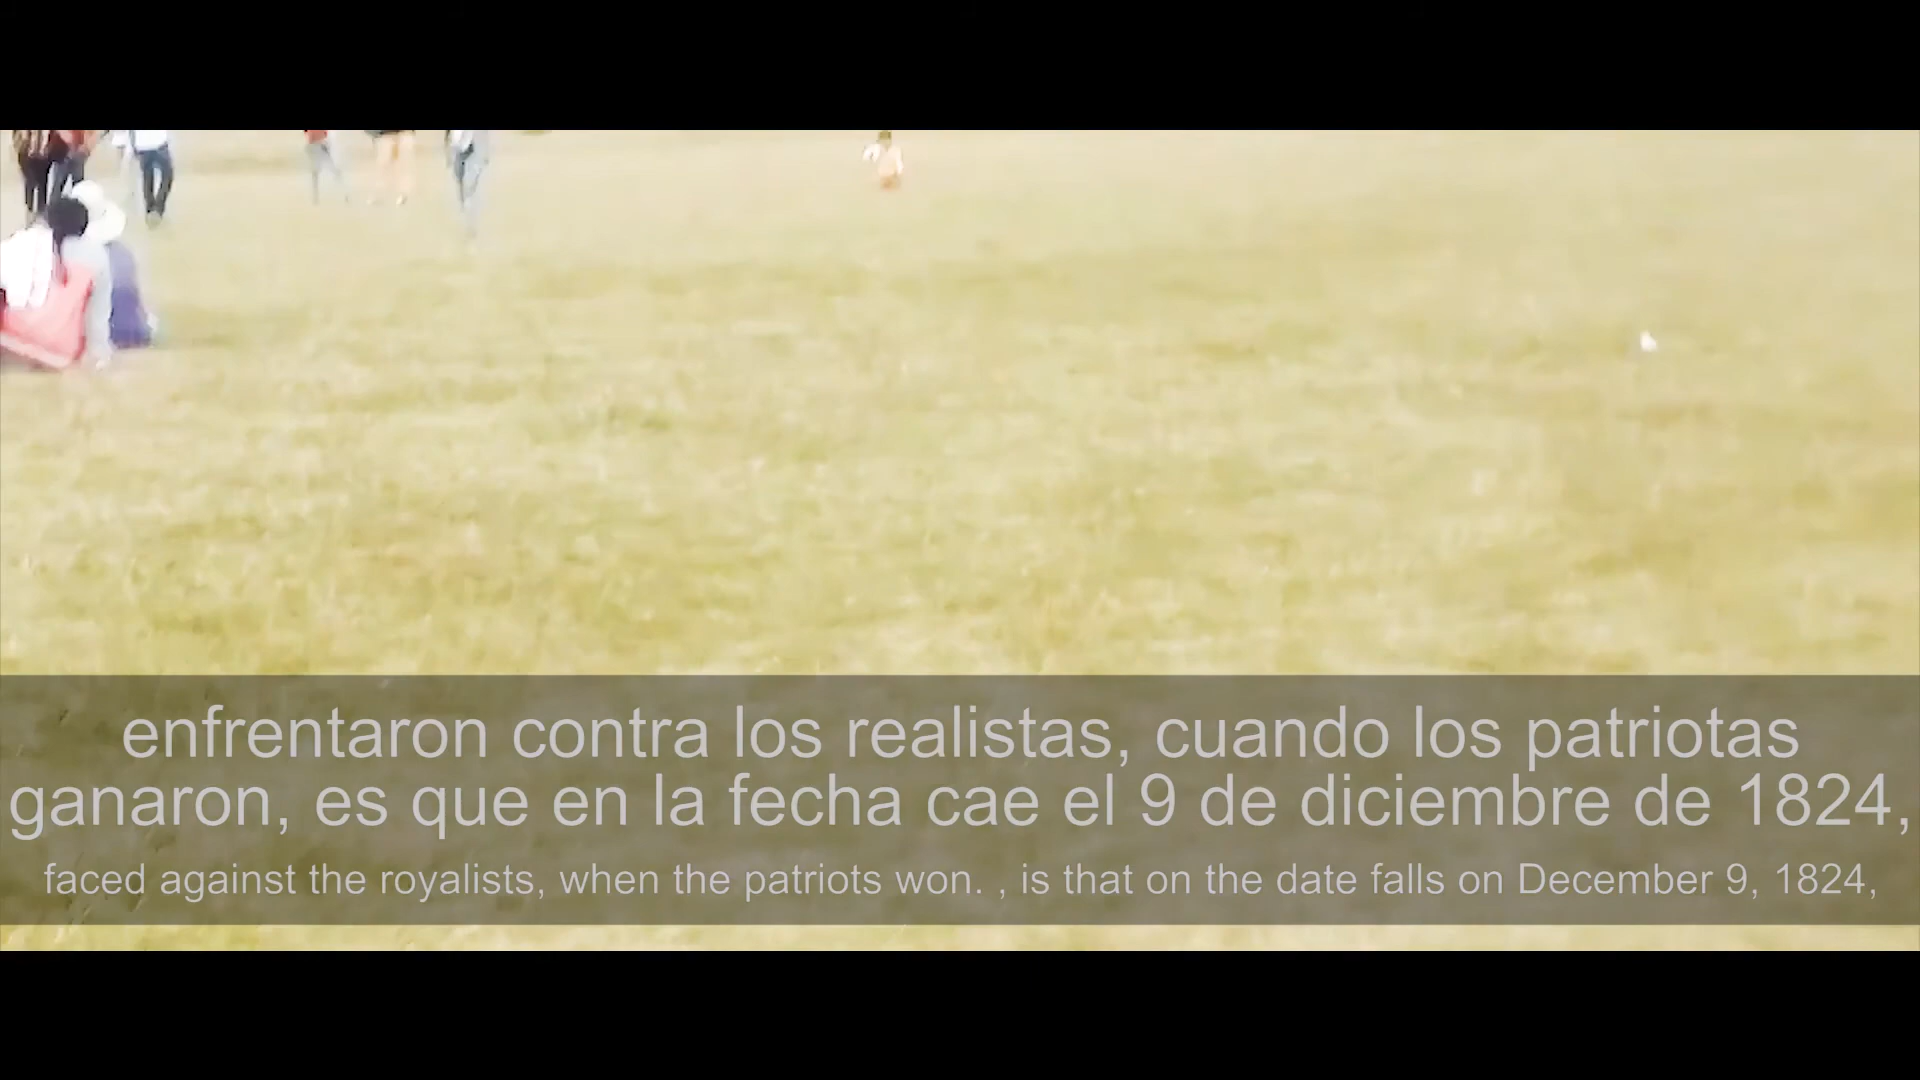 enfrentaron contra los realistas, cuando los patriotas
ganaron, es que en la fecha cae el 9 de diciembre de 1824,
faced against the royalists, when the patriots won. , is that on the date falls on December 9, 1824,